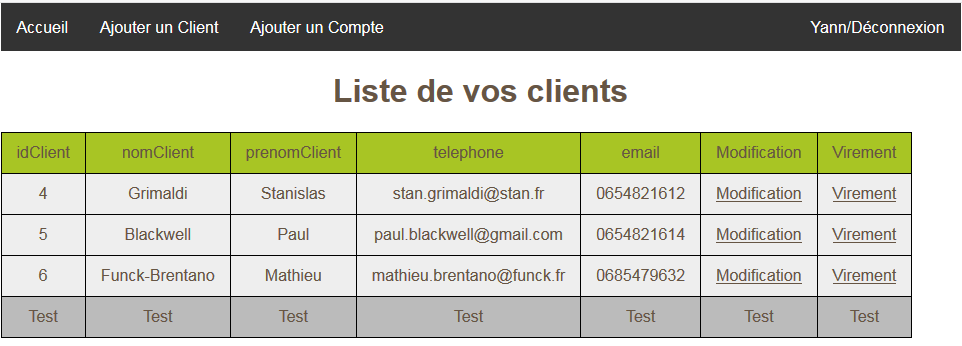 Accueil Ajouter un Client Ajouter un Compte Yann/Déconnexion
Liste de vos clients
idClient nomClient prenomClient telephone email Modification Virement
4 Grimaldi Stanislas stan.grimaldi@stan.fr 0654821612 Modification Virement
5 Blackwell Paul paul.blackwell@gmail.com 0654821614 Modification Virement
6 Funck-Brentano Mathieu mathieu.brentano@funck.fr 0685479632 Modification Virement
Test Test Test Test Test Test Test